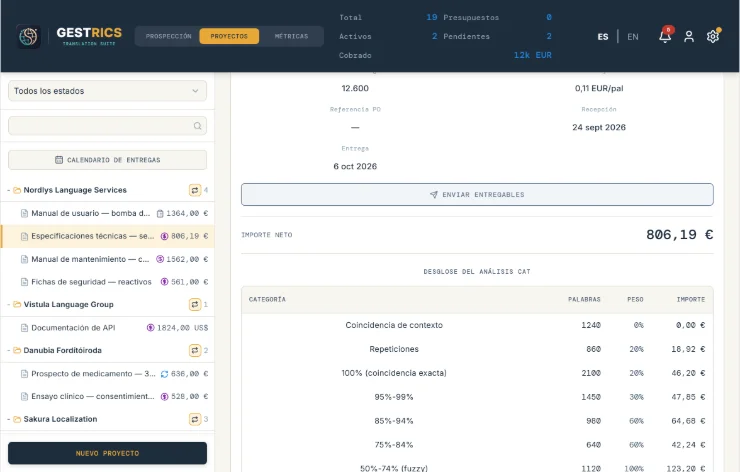 GESTRICS
TRANSLATION SUITE
PROSPECCIÓN PROYECTOS MÉTRICAS
Total 19 Presupuestos 0
Activos 2 Pendientes 2
Cobrado 12k EUR
ES | EN
Todos los estados
CALENDARIO DE ENTREGAS
- Nordlys Language Services 4
Manual de usuario — bomba d... 1364,00 €
Especificaciones técnicas — se... 806,19 €
Manual de mantenimiento — c... 1562,00 €
Fichas de seguridad — reactivos 561,00 €
- Vistula Language Group 1
Documentación de API 1824,00 US$
- Danubia Fordítóiroda 2
Prospecto de medicamento — 3... 636,00 €
Ensayo clínico — consentimient... 528,00 €
- Sakura Localization 3
NUEVO PROYECTO
12.600 0,11 EUR/pal
Referencia PO Recepción
— 24 sept 2026
Entrega
6 oct 2026
ENVIAR ENTREGABLES
IMPORTE NETO 806,19 €
DESGLOSE DEL ANÁLISIS CAT
CATEGORÍA PALABRAS PESO IMPORTE
Coincidencia de contexto 1240 0% 0,00 €
Repeticiones 860 20% 18,92 €
100% (coincidencia exacta) 2100 20% 46,20 €
95%-99% 1450 30% 47,85 €
85%-94% 980 60% 64,68 €
75%-84% 640 60% 42,24 €
50%-74% (fuzzy) 1120 100% 123,20 €